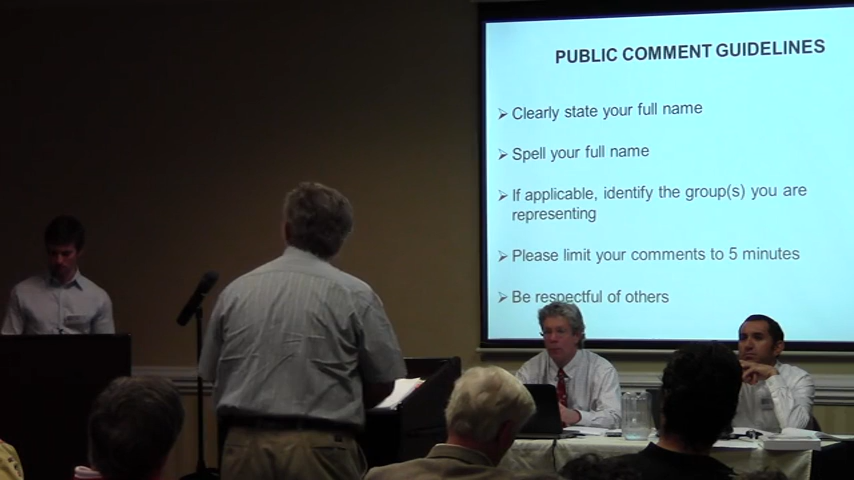 PUBLIC COMMENT GUIDELINES
➢ Clearly state your full name
➢ Spell your full name
➢ If applicable, identify the group(s) you are
representing
➢ Please limit your comments to 5 minutes
➢ Be respectful of others